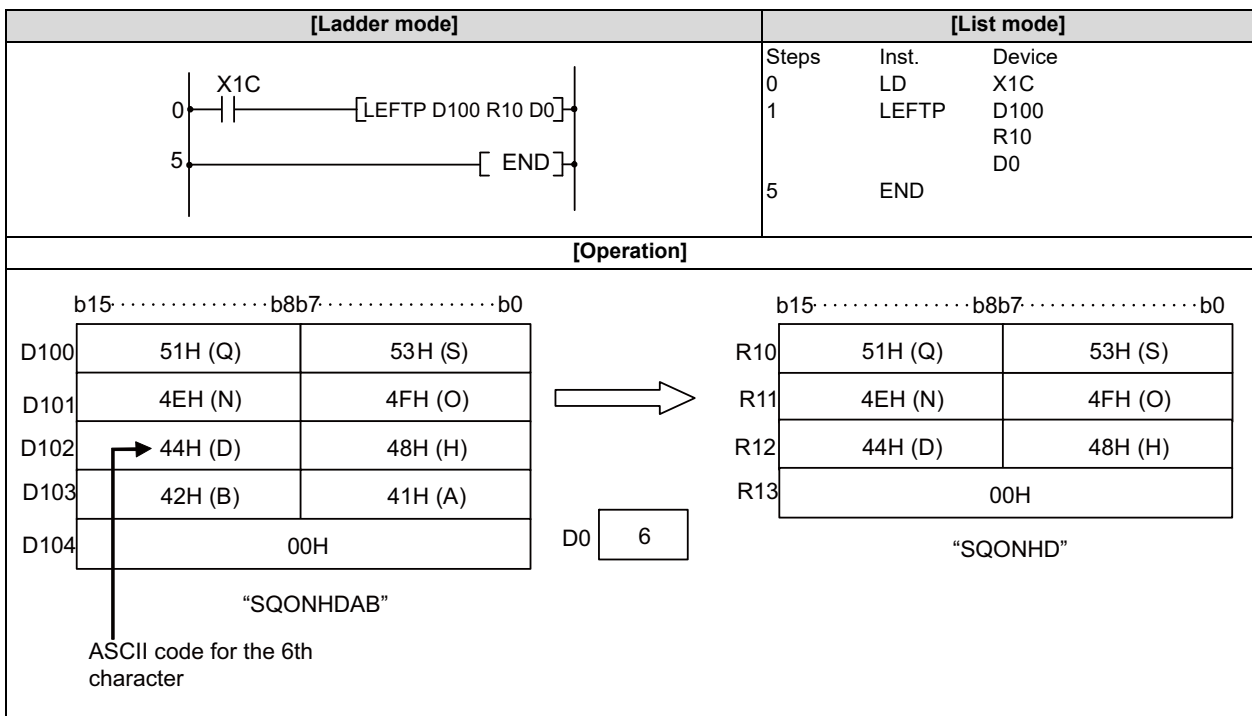 [Ladder mode] [List mode]
Steps Inst. Device
0 LD X1C
1 LEFTP D100
R10
D0
5 END
X1C
0 [LEFTP D100 R10 D0]
5 [ END ]
[Operation]
b15···············b8b7·················b0
D100 51H (Q) 53H (S)
D101 4EH (N) 4FH (O)
D102 44H (D) 48H (H)
D103 42H (B) 41H (A)
D104 00H
“SQONHDAB”
ASCII code for the 6th
character
D0 6
b15···············b8b7·················b0
R10 51H (Q) 53H (S)
R11 4EH (N) 4FH (O)
R12 44H (D) 48H (H)
R13 00H
“SQONHD”